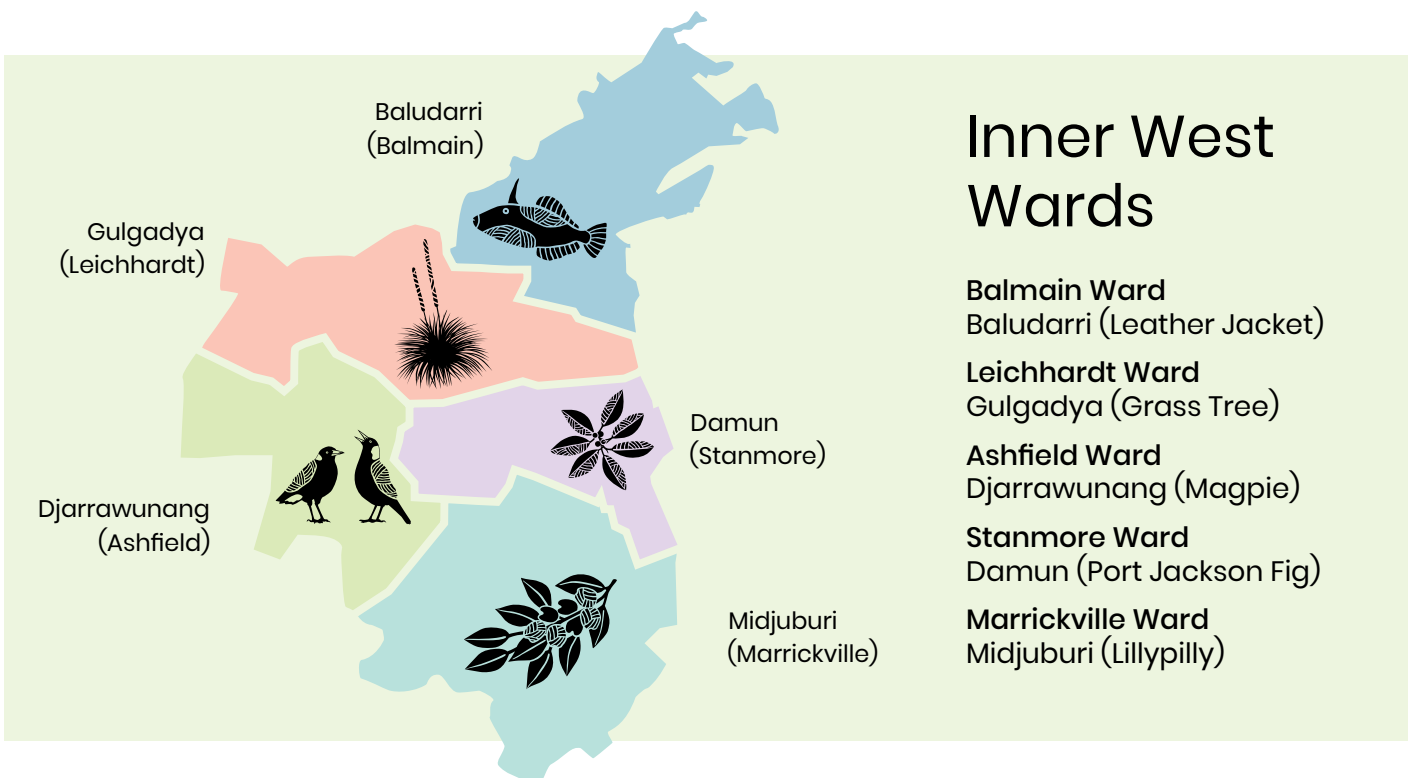 Baludarri
(Balmain)
Gulgadya
(Leichhardt)
Djarrawunang
(Ashfield)
Damun
(Stanmore)
Midjuburi
(Marrickville)
Inner West
Wards
Balmain Ward
Baludarri (Leather Jacket)
Leichhardt Ward
Gulgadya (Grass Tree)
Ashfield Ward
Djarrawunang (Magpie)
Stanmore Ward
Damun (Port Jackson Fig)
Marrickville Ward
Midjuburi (Lillypilly)